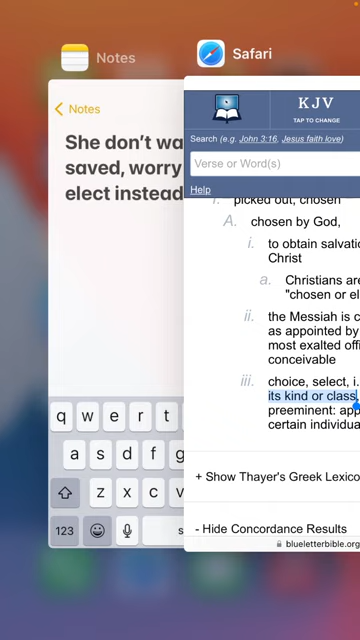 Notes
Safari
Notes
She don't wa
saved, worry
elect instead
q w e r t
a s d f g
z x c v
123
s
KJV
TAP TO CHANGE
Search (e.g. John 3:16, Jesus faith love)
Verse or Word(s)
Help
picked out, chosen
A. chosen by God,
i. to obtain salvatio
Christ
a. Christians are
"chosen or el
ii. the Messiah is c
as appointed by
most exalted offi
conceivable
iii. choice, select, i.
its kind or class,
preeminent: app
certain individua
+ Show Thayer's Greek Lexico
- Hide Concordance Results
blueletterbible.org